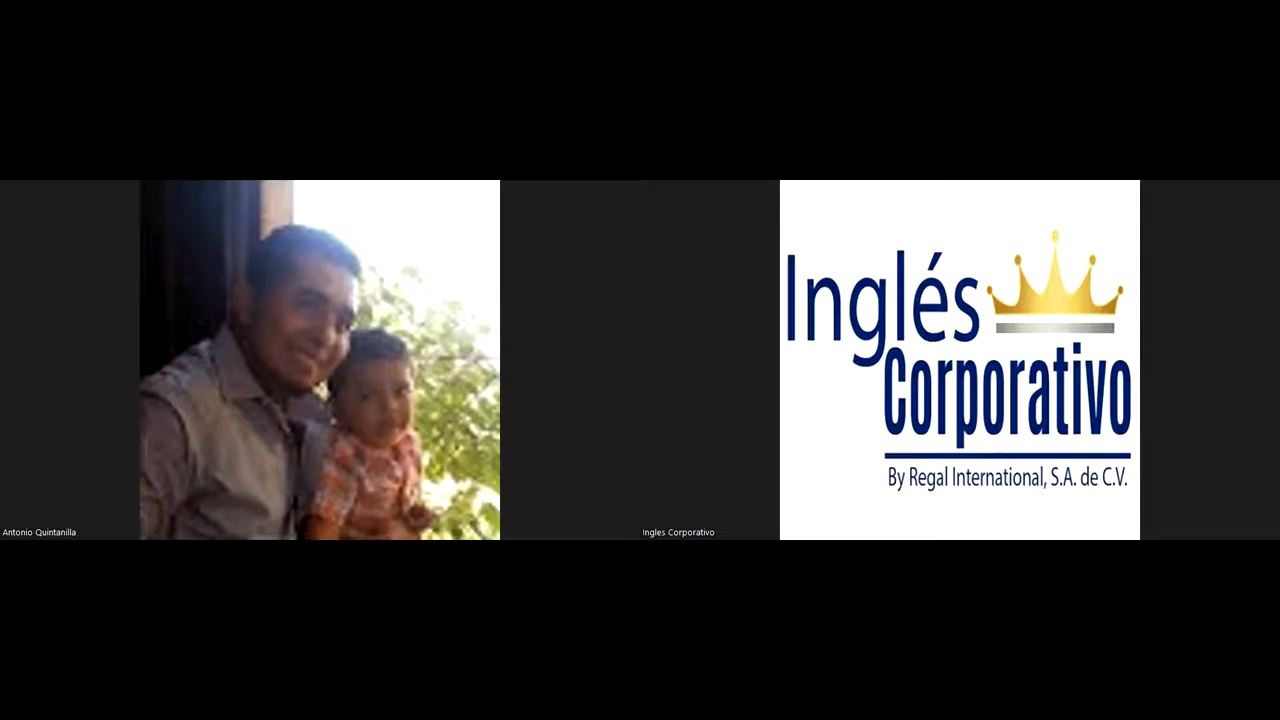 Inglés
Corporativo
By Regal International, S.A. de C.V.
Antonio Quintanilla
Ingles Corporativo